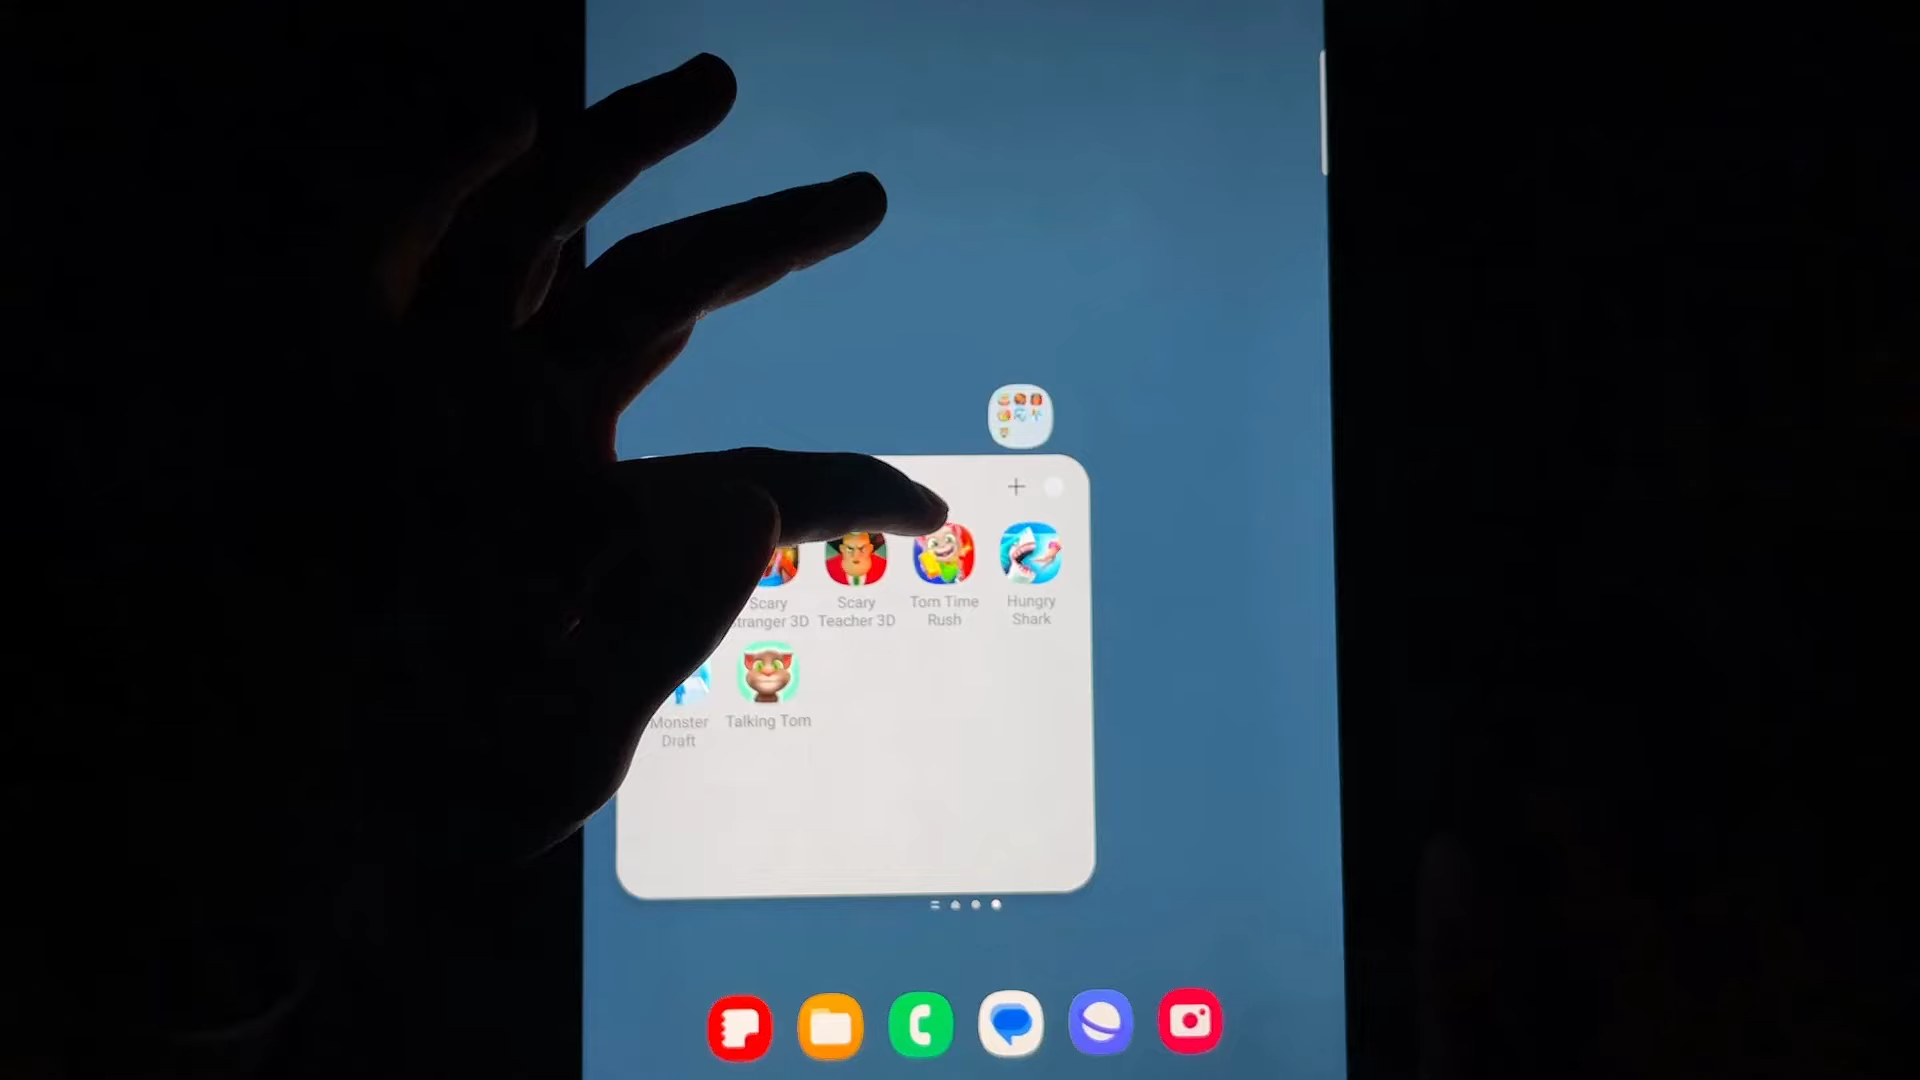 Scary
tranger 3D
Scary
Teacher 3D
Tom Time
Rush
Hungry
Shark
Monster
Draft
Talking Tom